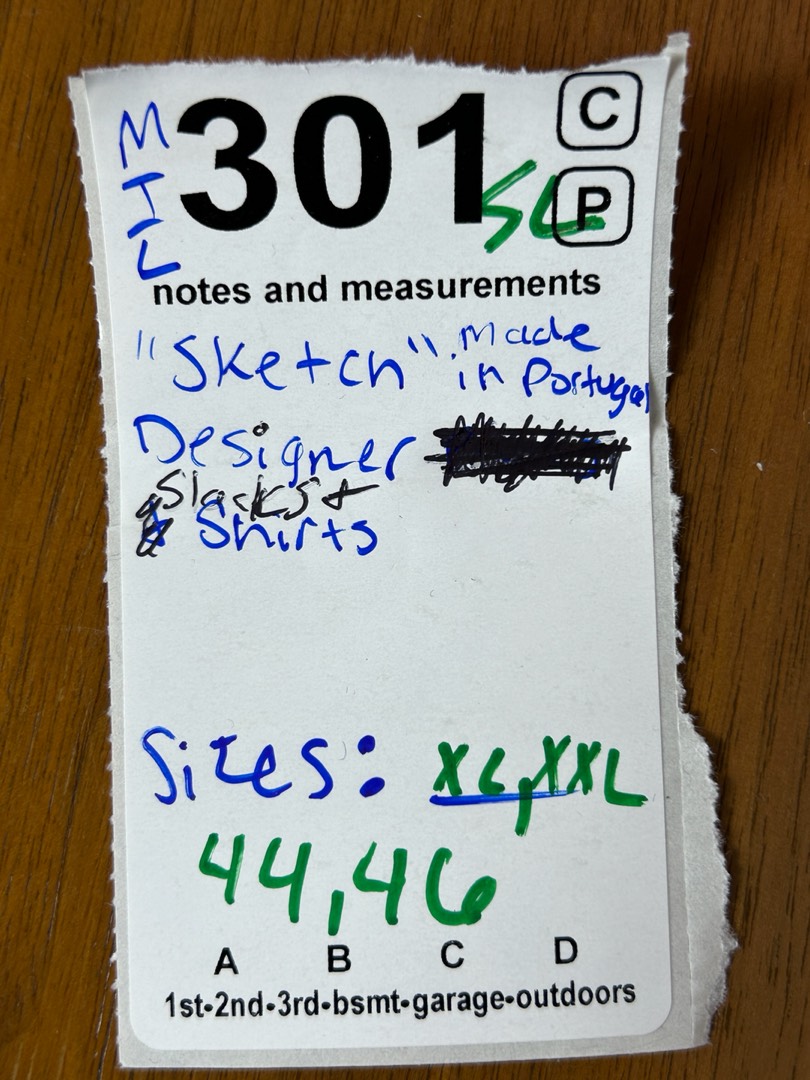 MIL
301
C
SL
P
notes and measurements
"Sketch". Made
in Portugal
Designer
Slacks +
Shirts
Sizes: XL, XXL
44, 46
A B C D
1st•2nd•3rd•bsmt•garage•outdoors